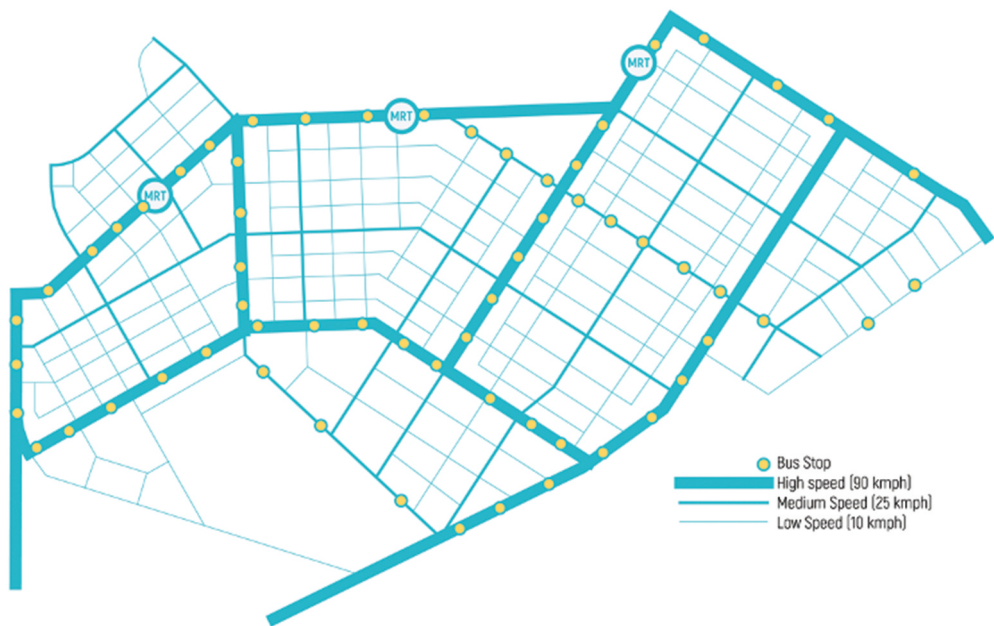 MRT
MRT
MRT
Bus Stop
High speed (90 kmph)
Medium Speed (25 kmph)
Low Speed (10 kmph)